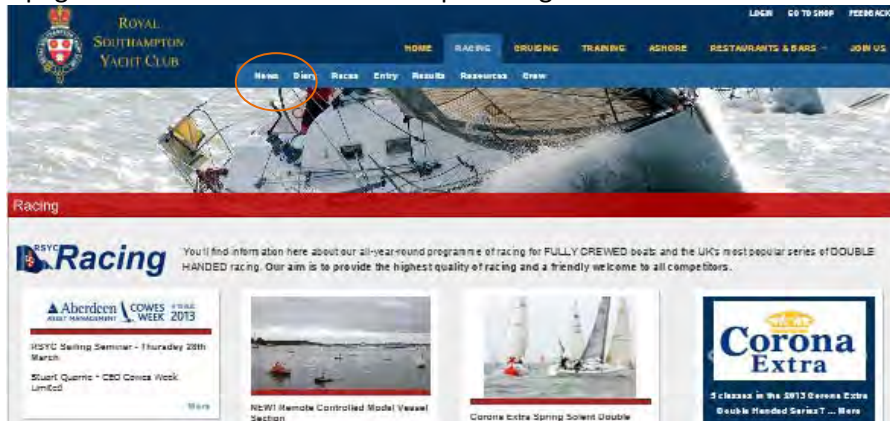 LOGIN GO TO SHOP FEEDBACK
ROYAL
SOUTHAMPTON
YACHT CLUB
HOME RACING CRUISING TRAINING ASHORE RESTAURANTS & BARS JOIN US
News Diary Races Entry Results Resources Crew
Racing
RSYC Racing
You'll find information here about our all-year-round programme of racing for FULLY CREWED boats and the UK's most popular series of DOUBLE
HANDED racing. Our aim is to provide the highest quality of racing and a friendly welcome to all competitors.
Aberdeen COWES
ASSET MANAGEMENT WEEK 2013
RSYC Sailing Seminar - Thursday 28th
March
Stuart Quarrie - CEO Cowes Week
Limited
More
NEW! Remote Controlled Model Vessel
Section
Corona Extra Spring Solent Double
Corona
Extra
5 classes in the 2013 Corona Extra
Double Handed Series T ... More